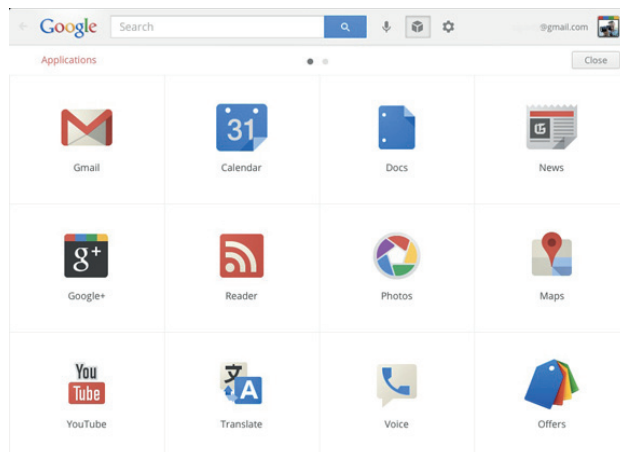 Google Search @gmail.com
Applications Close
31
Gmail Calendar Docs News
g+
Google+ Reader Photos Maps
You
Tube
文 A
YouTube Translate Voice Offers